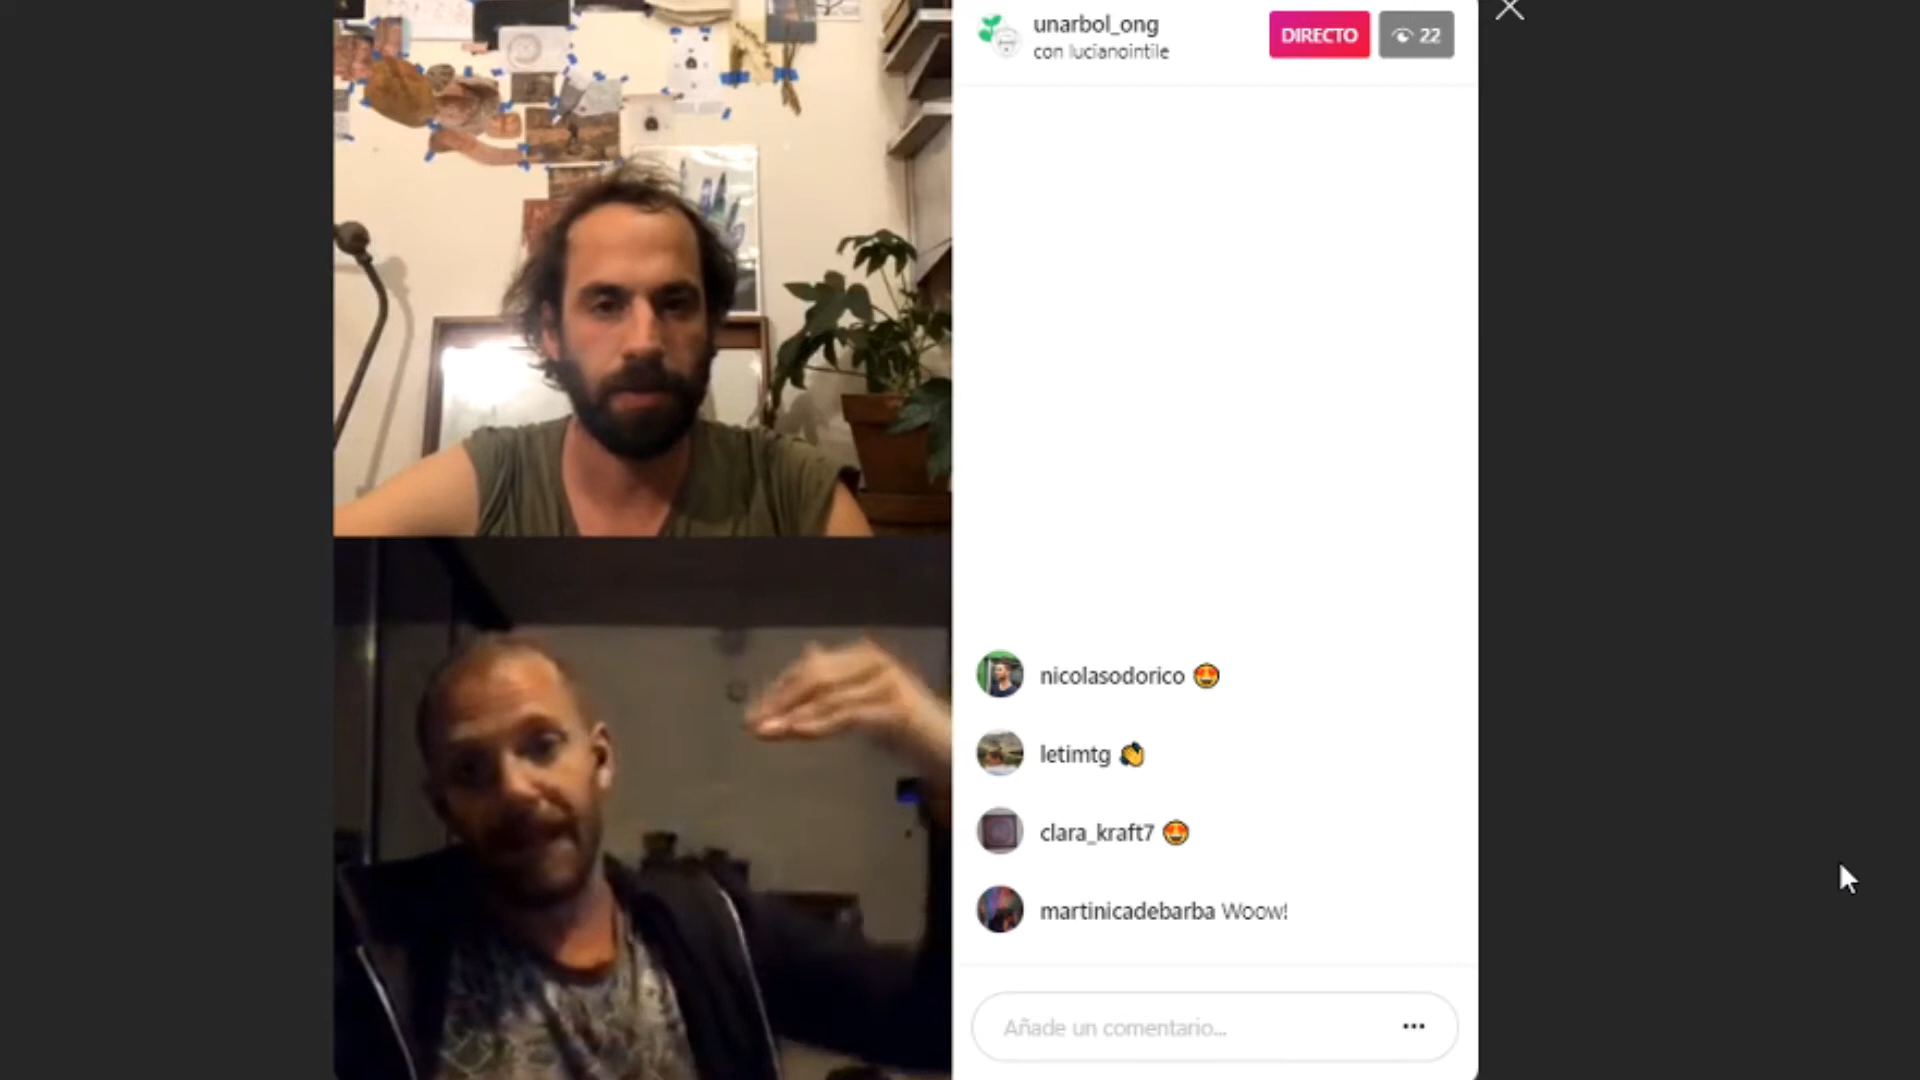 unarbol_ong
con lucianointile
DIRECTO
22
nicolasodorico 🤩
letimtg 👏
clara_kraft7 🤩
martinicadebarba Woow!
Añade un comentario...